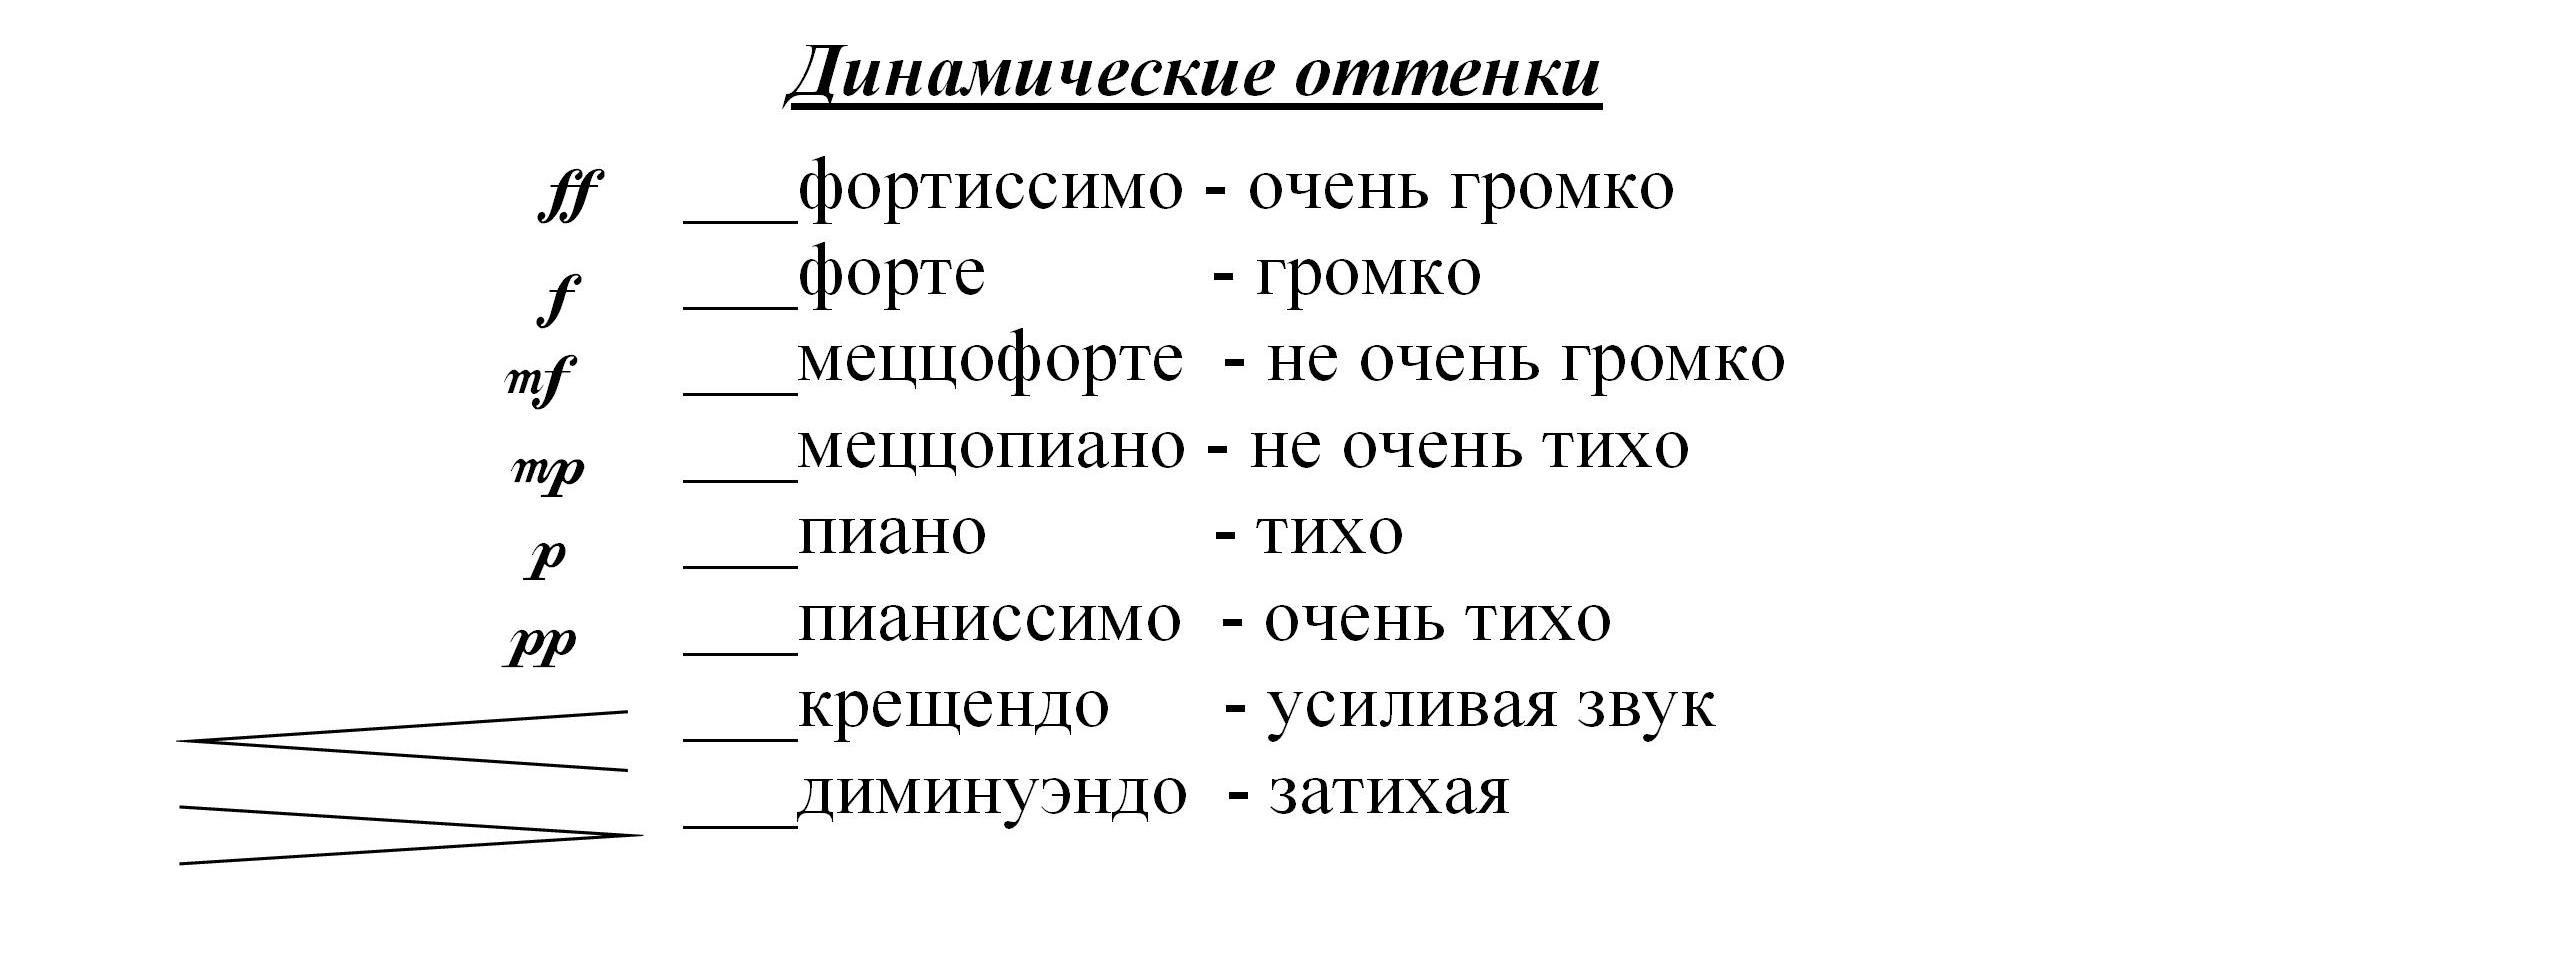 Динамические оттенки
ff ___фортиссимо - очень громко
f ___форте - громко
mf ___меццофорте - не очень громко
mp ___меццопиано - не очень тихо
p ___пиано - тихо
pp ___пианиссимо - очень тихо
___крещендо - усиливая звук
___диминуэндо - затихая